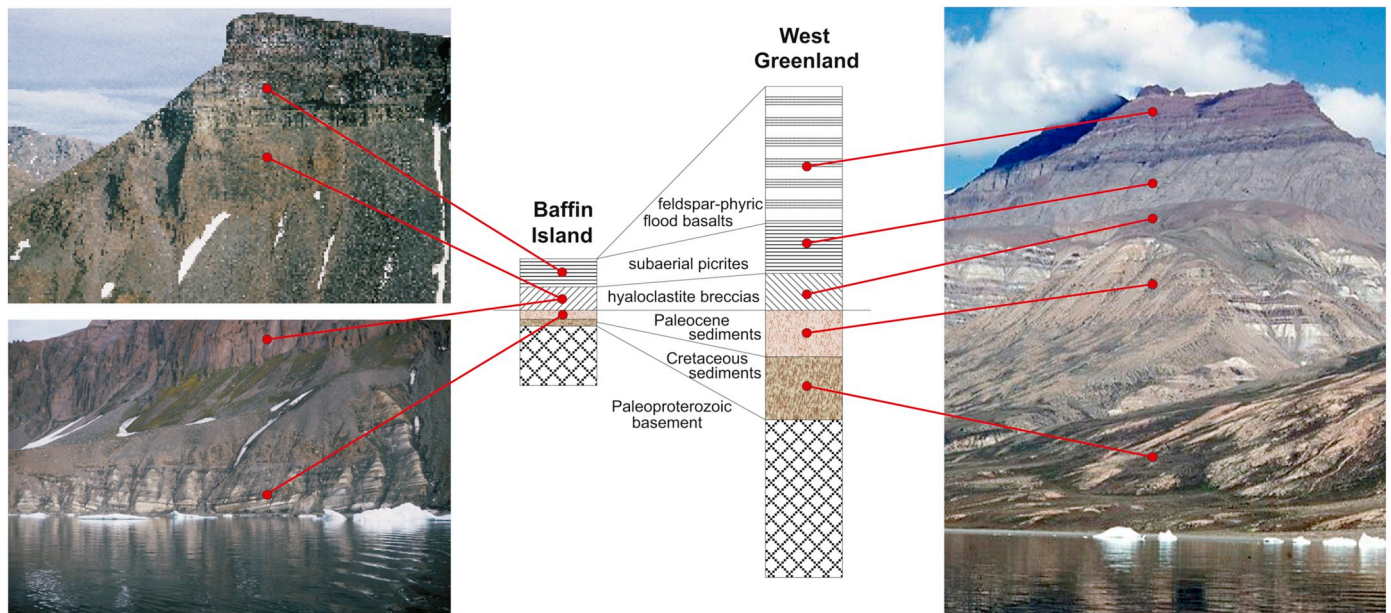 Baffin
Island
West
Greenland
feldspar-phyric
flood basalts
subaerial picrites
hyaloclastite breccias
Paleocene
sediments
Cretaceous
sediments
Paleoproterozoic
basement